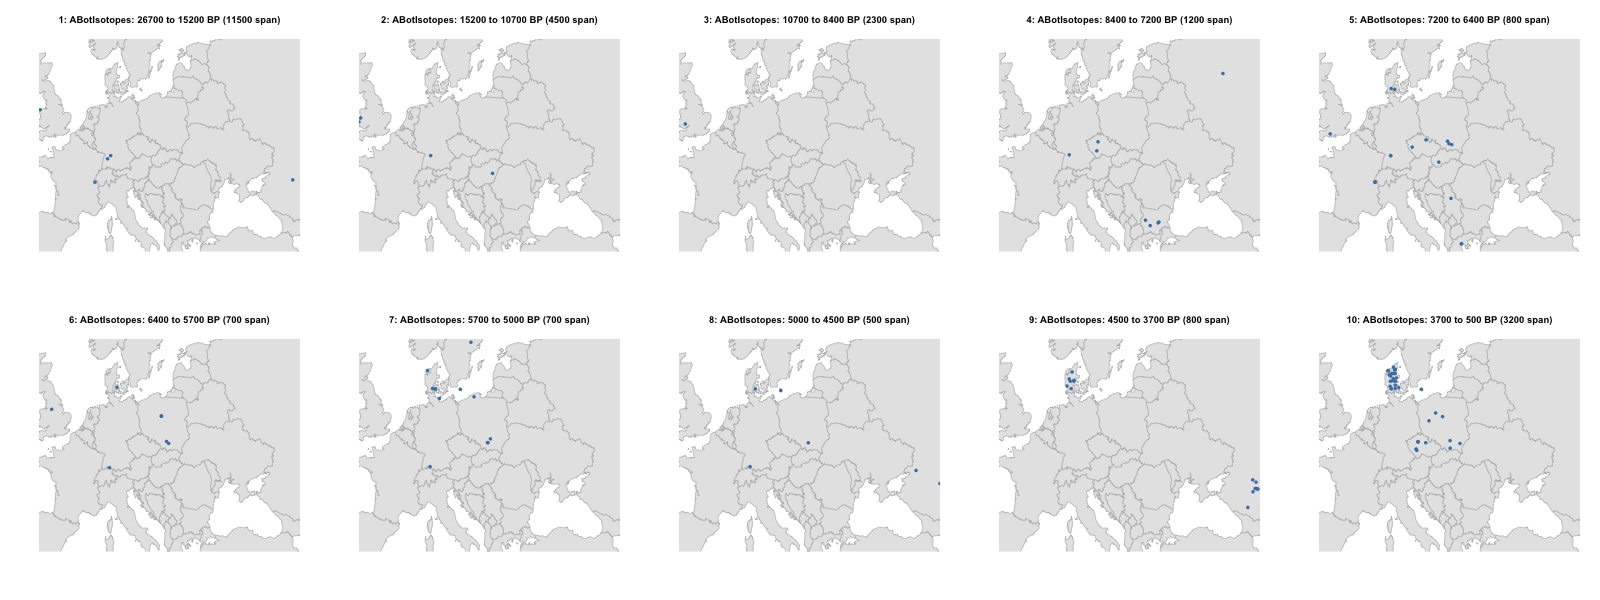 1: ABotIsotopes: 26700 to 15200 BP (11500 span)
2: ABotIsotopes: 15200 to 10700 BP (4500 span)
3: ABotIsotopes: 10700 to 8400 BP (2300 span)
4: ABotIsotopes: 8400 to 7200 BP (1200 span)
5: ABotIsotopes: 7200 to 6400 BP (800 span)
6: ABotIsotopes: 6400 to 5700 BP (700 span)
7: ABotIsotopes: 5700 to 5000 BP (700 span)
8: ABotIsotopes: 5000 to 4500 BP (500 span)
9: ABotIsotopes: 4500 to 3700 BP (800 span)
10: ABotIsotopes: 3700 to 500 BP (3200 span)